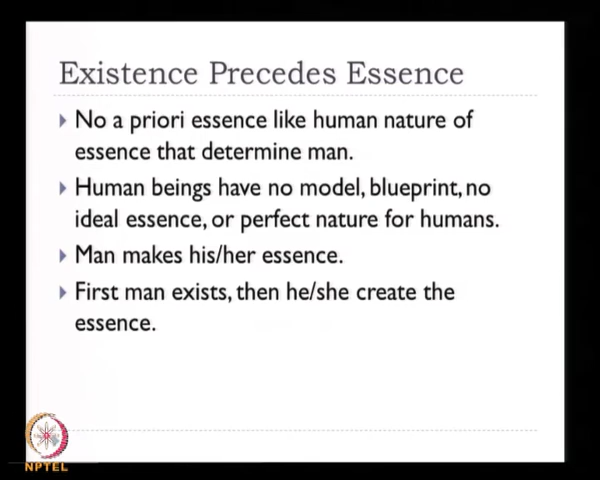 Existence Precedes Essence
No a priori essence like human nature of
essence that determine man.
Human beings have no model, blueprint, no
ideal essence, or perfect nature for humans.
Man makes his/her essence.
First man exists, then he/she create the
essence.
NPTEL